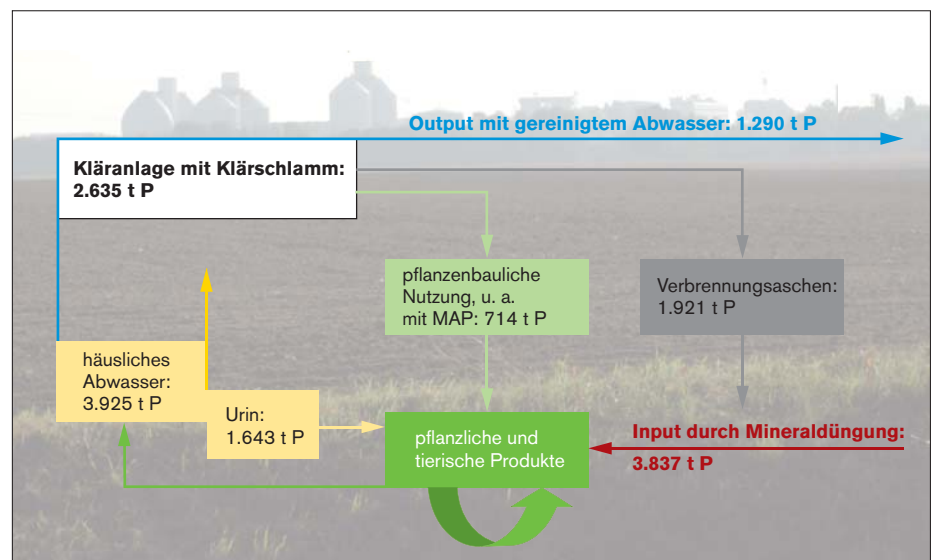 Output mit gereinigtem Abwasser: 1.290 t P
Kläranlage mit Klärschlamm:
2.635 t P
pflanzenbauliche
Nutzung, u. a.
mit MAP: 714 t P
Verbrennungsaschen:
1.921 t P
häusliches
Abwasser:
3.925 t P
Urin:
1.643 t P
pflanzliche und
tierische Produkte
Input durch Mineraldüngung:
3.837 t P